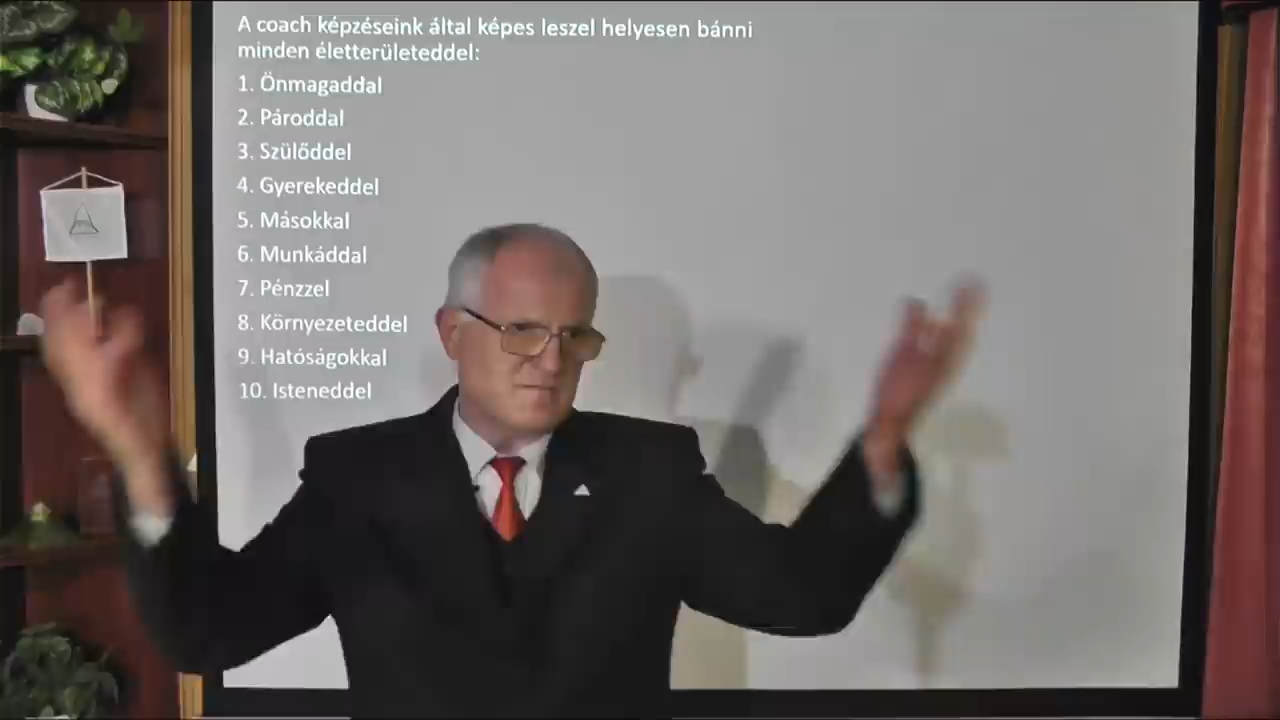 A coach képzéseink által képes leszel helyesen bánni
minden életterületeddel:
1. Önmagaddal
2. Pároddal
3. Szülőddel
4. Gyerekeddel
5. Másokkal
6. Munkáddal
7. Pénzzel
8. Környezeteddel
9. Hatóságokkal
10. Isteneddel